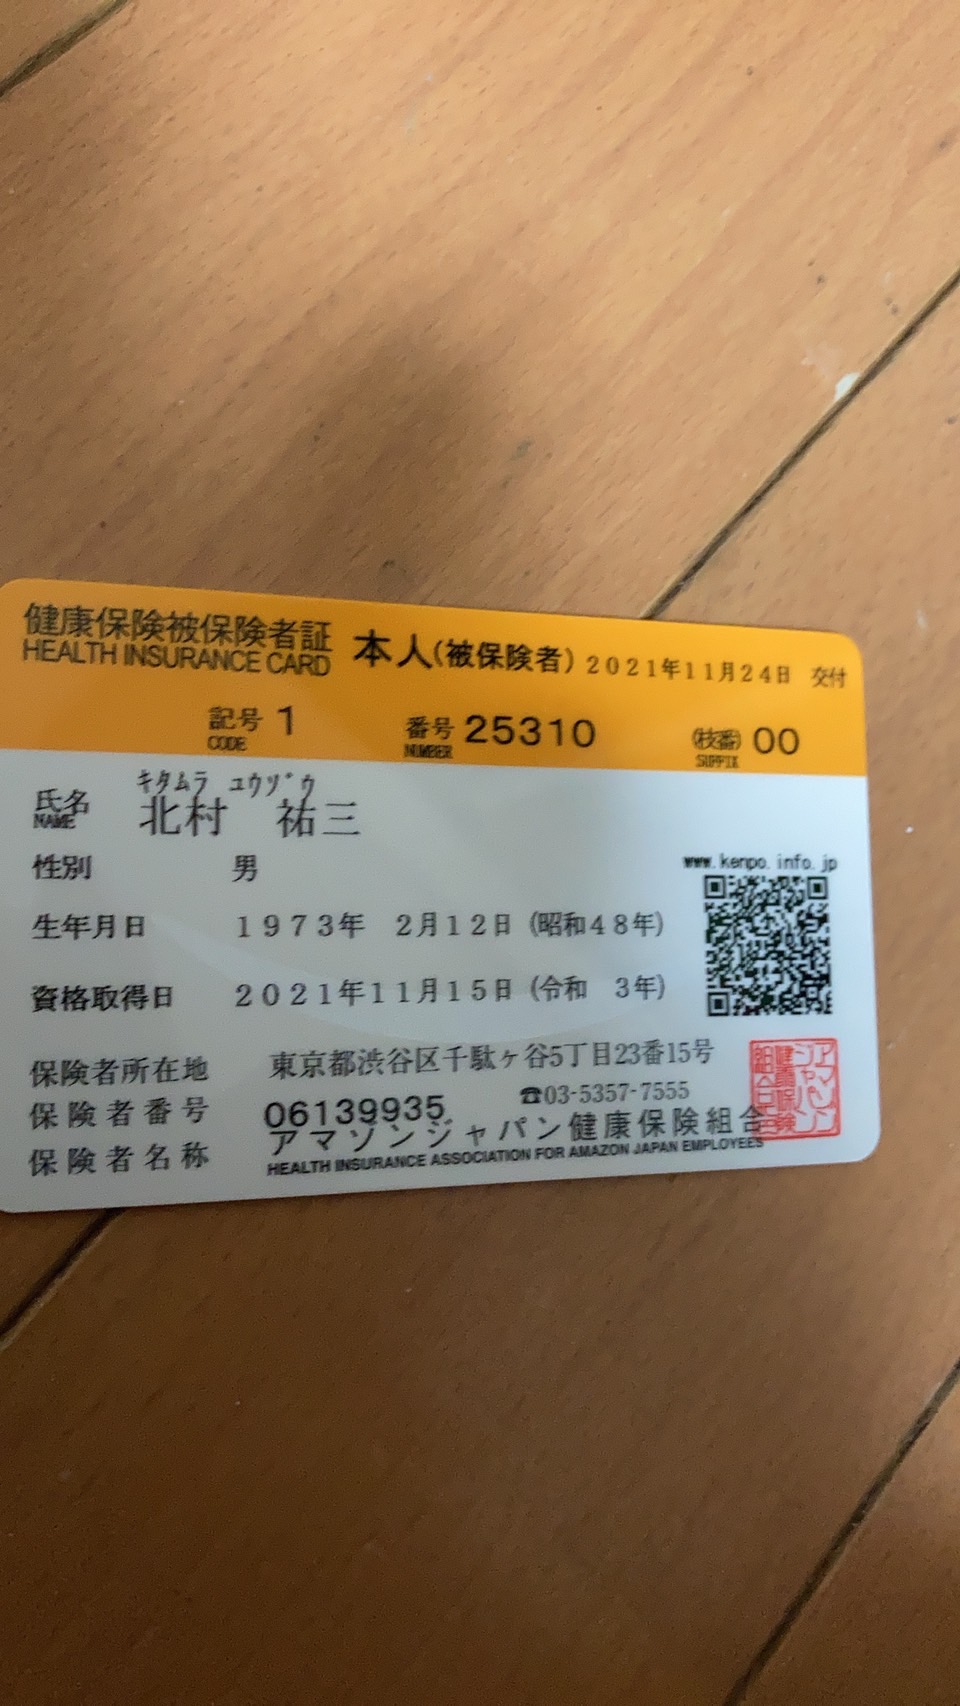 健康保険被保険者証 本人(被保険者) 2021年11月24日 交付
HEALTH INSURANCE CARD
記号 1 番号 25310 (枝番) 00
CODE NUMBER SUFFIX
キタムラ ユウゾウ
氏名 北村 祐三
NAME
性別 男
www.kenpo.info.jp
生年月日 1973年 2月12日 (昭和48年)
資格取得日 2021年11月15日 (令和 3年)
保険者所在地 東京都渋谷区千駄ヶ谷5丁目23番15号
☎03-5357-7555
保険者番号 06139935
保険者名称 アマゾンジャパン健康保険組合
HEALTH INSURANCE ASSOCIATION FOR AMAZON JAPAN EMPLOYEES